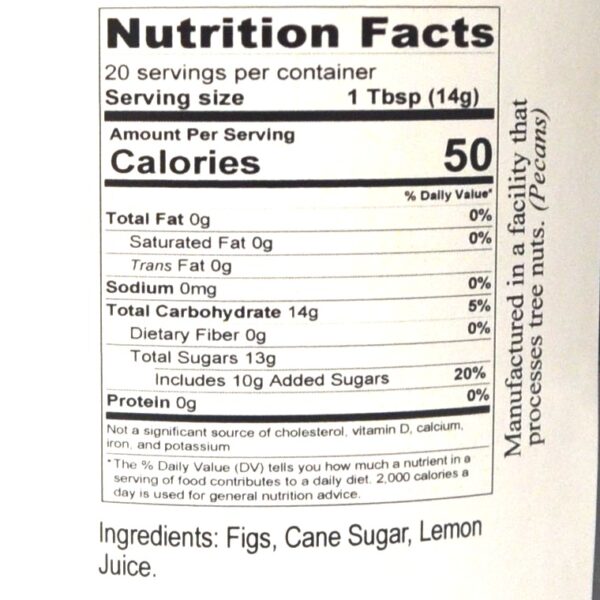 Nutrition Facts
20 servings per container
Serving size 1 Tbsp (14g)
Amount Per Serving
Calories 50
% Daily Value*
Total Fat 0g 0%
Saturated Fat 0g 0%
Trans Fat 0g
Sodium 0mg 0%
Total Carbohydrate 14g 5%
Dietary Fiber 0g 0%
Total Sugars 13g
Includes 10g Added Sugars 20%
Protein 0g 0%
Not a significant source of cholesterol, vitamin D, calcium,
iron, and potassium
*The % Daily Value (DV) tells you how much a nutrient in a
serving of food contributes to a daily diet. 2,000 calories a
day is used for general nutrition advice.
Ingredients: Figs, Cane Sugar, Lemon
Juice.
Manufactured in a facility that
processes tree nuts. (Pecans)